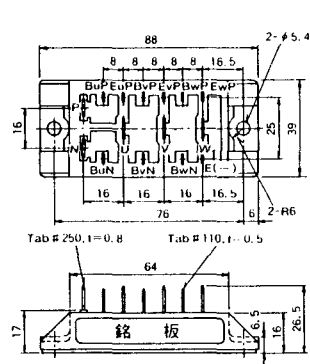 88
2-φ5.4
8 8 8 8 8 16.5
BuP EuP BvP EvP BwP EwP
P
16
25
39
N
U V W
BuN BvN BwN E(−)
16 16 16 16.5
2-R6
76 6
Tab#250,t=0.8 Tab#110,t=0.5
64
17
銘 板
6.5
16
26.5